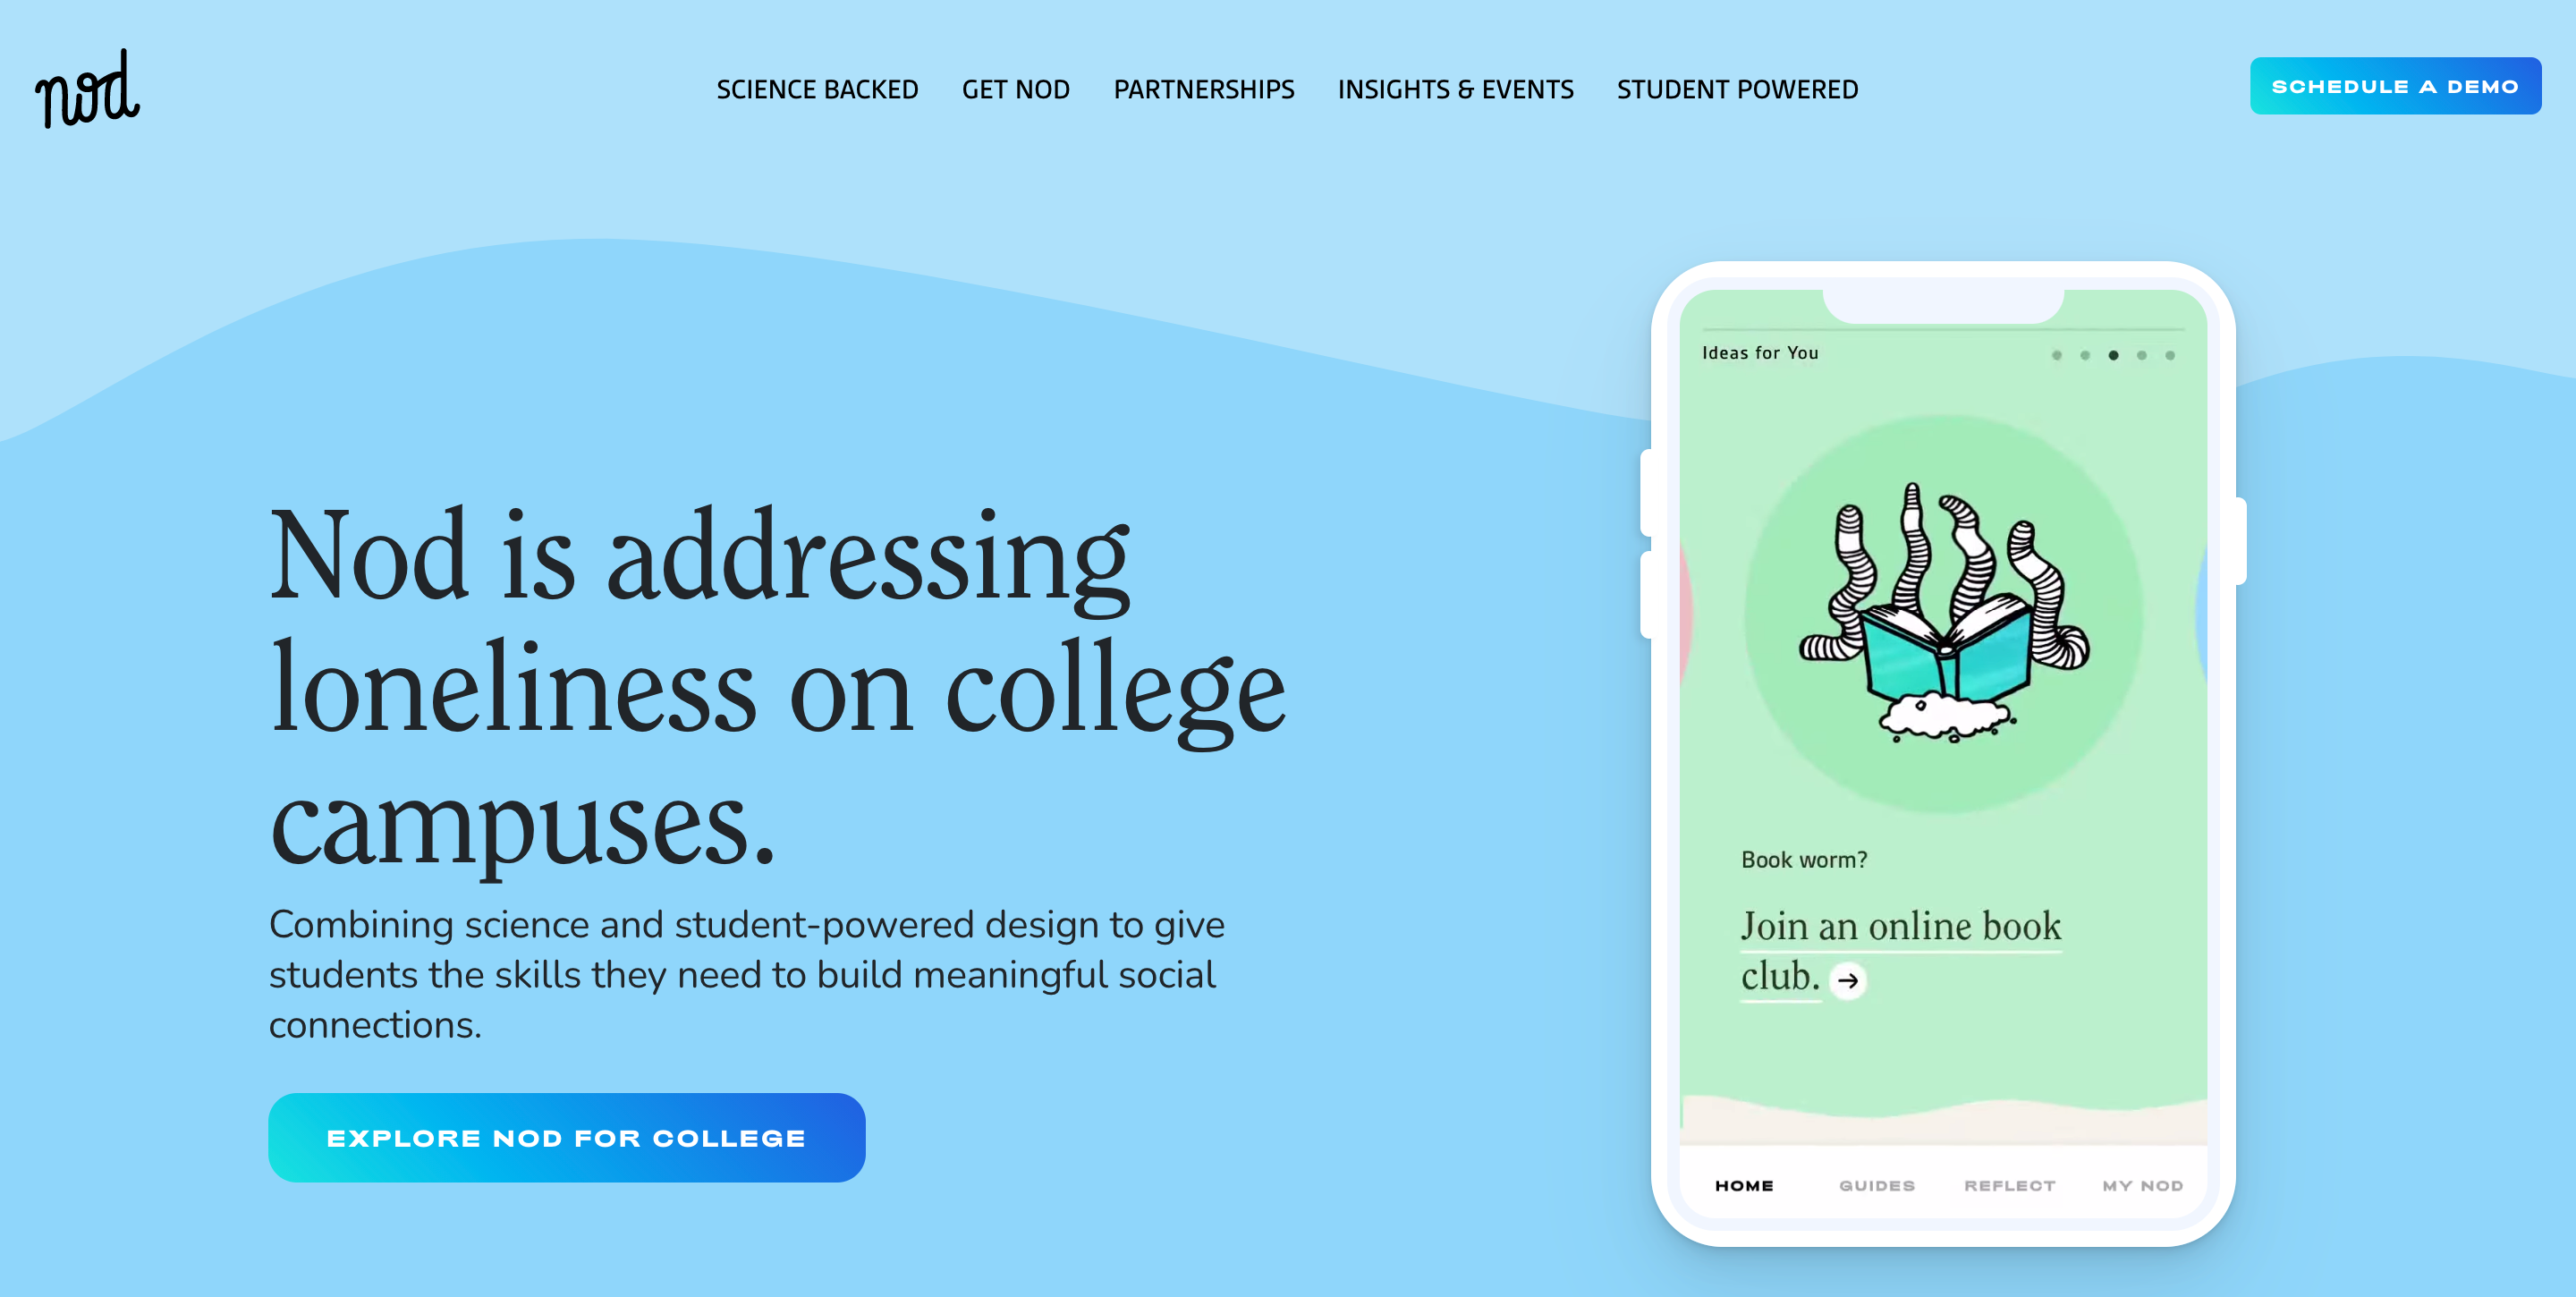 nod
SCIENCE BACKED
GET NOD
PARTNERSHIPS
INSIGHTS & EVENTS
STUDENT POWERED
SCHEDULE A DEMO
Nod is addressing
loneliness on college
campuses.
Combining science and student-powered design to give
students the skills they need to build meaningful social
connections.
EXPLORE NOD FOR COLLEGE
Ideas for You
Book worm?
Join an online book
club.
HOME
GUIDES
REFLECT
MY NOD